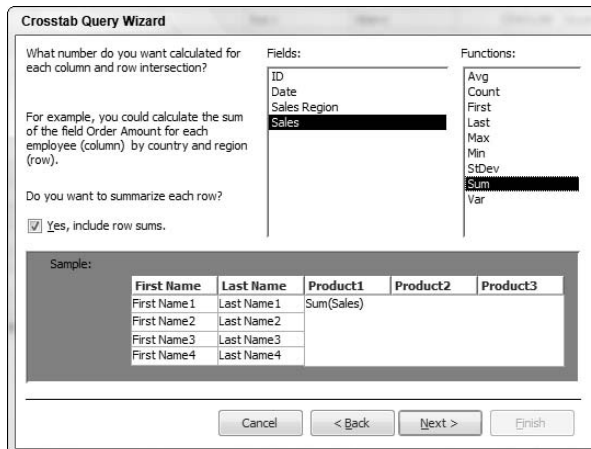 Crosstab Query Wizard
What number do you want calculated for
each column and row intersection?
For example, you could calculate the sum
of the field Order Amount for each
employee (column) by country and region
(row).
Do you want to summarize each row?
Yes, include row sums.
Fields:
ID
Date
Sales Region
Sales
Functions:
Avg
Count
First
Last
Max
Min
StDev
Sum
Var
Sample:
First Name Last Name Product1 Product2 Product3
First Name1 Last Name1 Sum(Sales)
First Name2 Last Name2
First Name3 Last Name3
First Name4 Last Name4
Cancel < Back Next > Finish